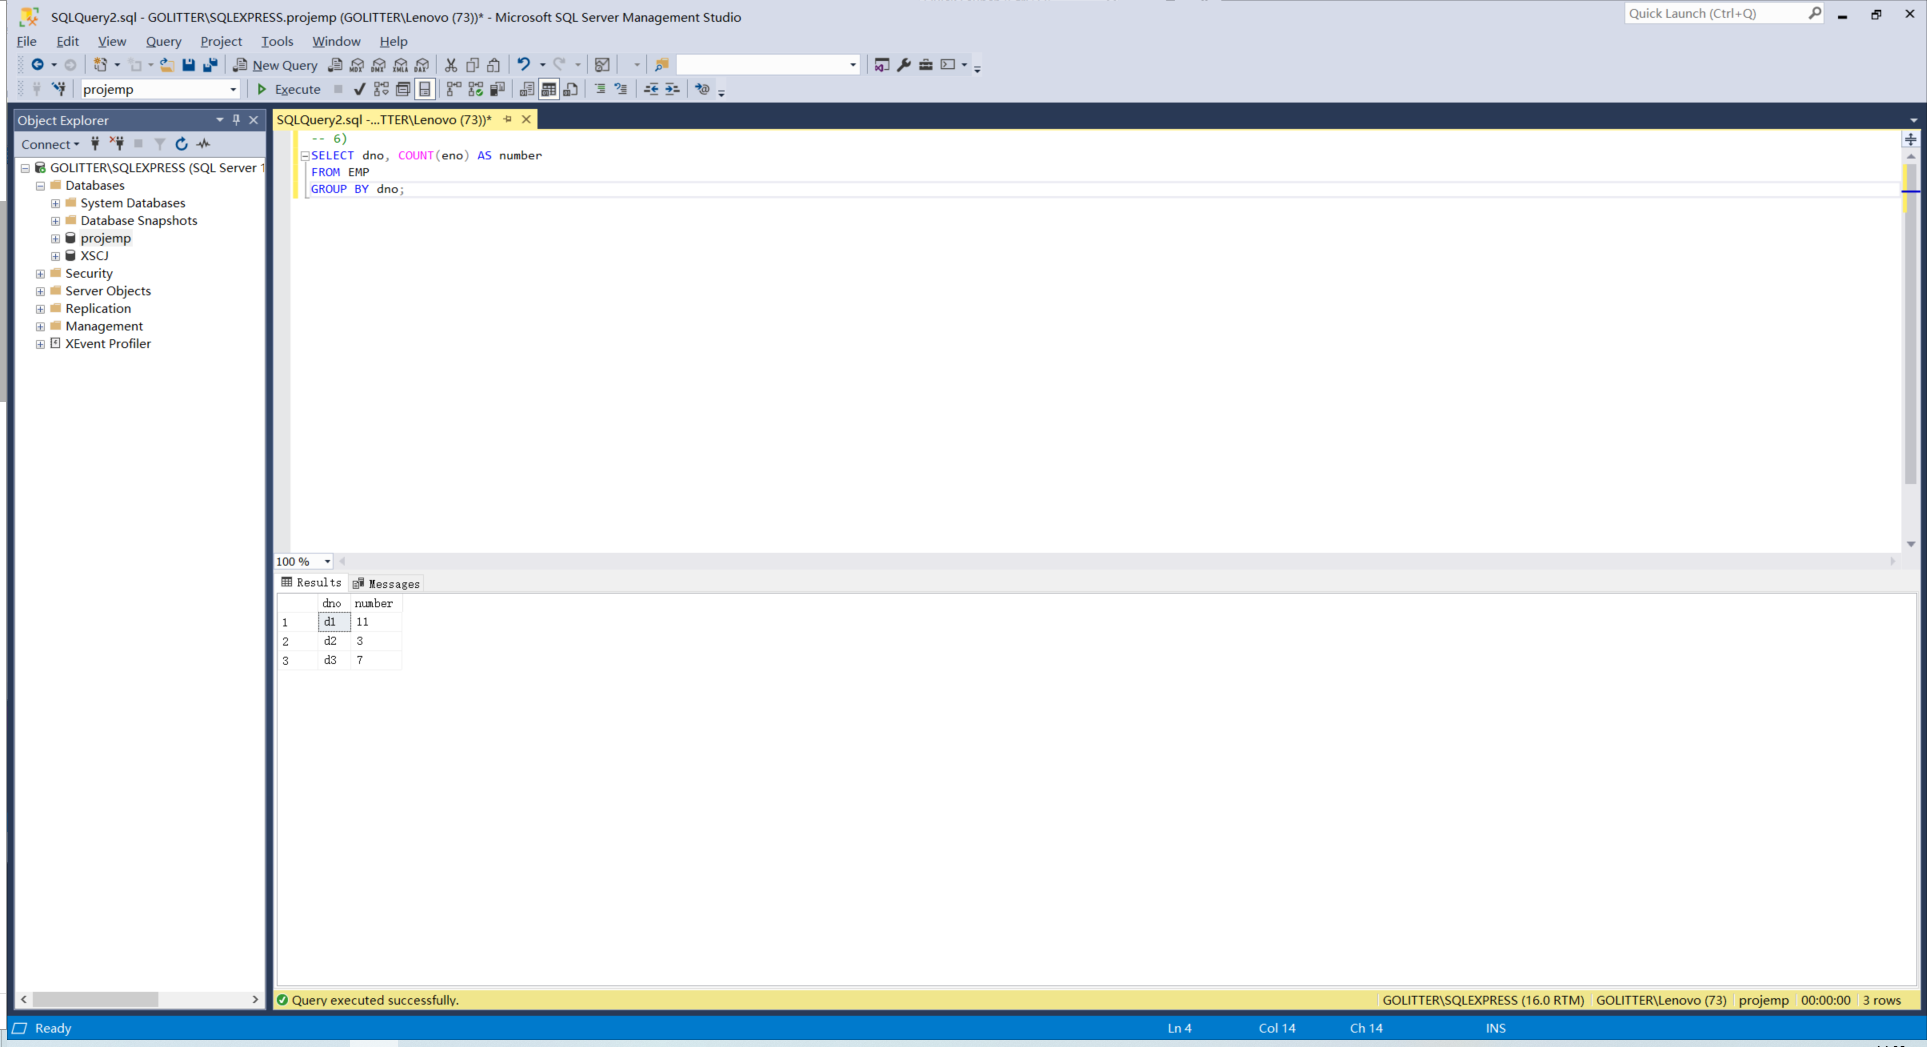 SQLQuery2.sql - GOLITTER\SQLEXPRESS.projemp (GOLITTER\Lenovo (73))* - Microsoft SQL Server Management Studio
Quick Launch (Ctrl+Q)
File Edit View Query Project Tools Window Help
New Query MDX DMX XMLA DAX
projemp Execute
Object Explorer
SQLQuery2.sql -...TTER\Lenovo (73))*
Connect
GOLITTER\SQLEXPRESS (SQL Server 1
Databases
System Databases
Database Snapshots
projemp
XSCJ
Security
Server Objects
Replication
Management
XEvent Profiler
-- 6)
SELECT dno, COUNT(eno) AS number
FROM EMP
GROUP BY dno;
100 %
Results Messages
dno number
1 d1 11
2 d2 3
3 d3 7
Query executed successfully.
GOLITTER\SQLEXPRESS (16.0 RTM) GOLITTER\Lenovo (73) projemp 00:00:00 3 rows
Ready Ln 4 Col 14 Ch 14 INS